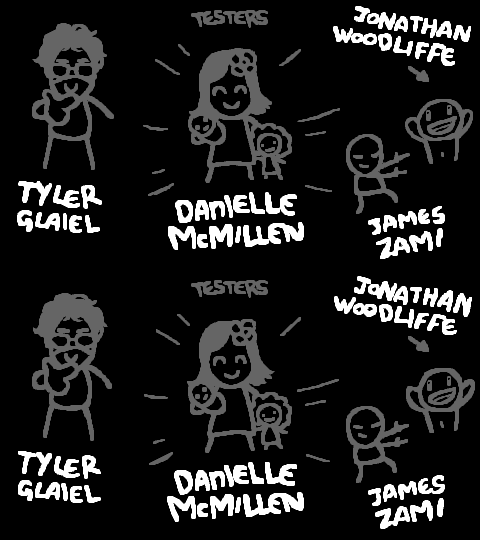 TESTERS
JONATHAN
WOODLIFFE
TYLER
GLAIEL
DANIELLE
McMILLEN
JAMES
ZAMI
TESTERS
JONATHAN
WOODLIFFE
TYLER
GLAIEL
DANIELLE
McMILLEN
JAMES
ZAMI